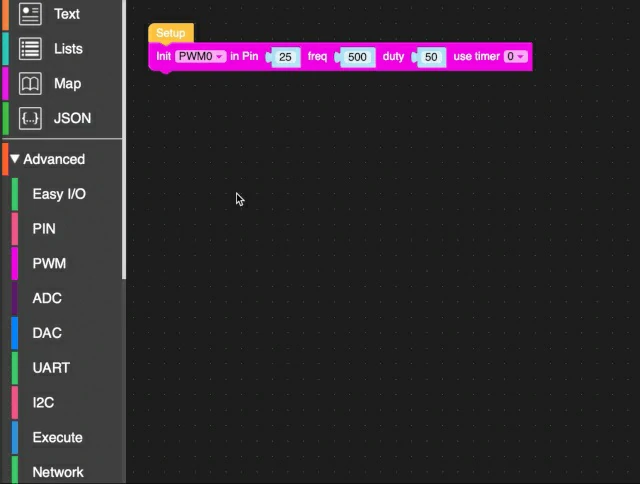 Text
Lists
Map
JSON
Advanced
Easy I/O
PIN
PWM
ADC
DAC
UART
I2C
Execute
Network
Setup
Init PWM0 in Pin 25 freq 500 duty 50 use timer 0